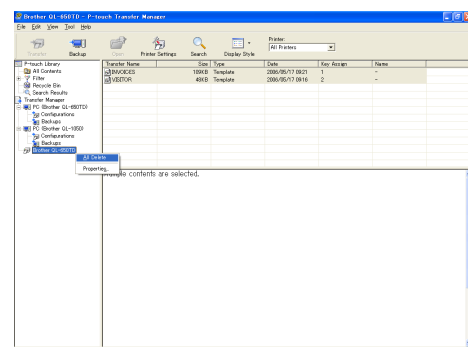 Brother QL-650TD - P-touch Transfer Manager
File Edit View Tool Help
Transfer Backup Open Printer Settings Search Display Style
Printer:
All Printers
P-touch Library
All Contents
Filter
Recycle Bin
Search Results
Transfer Manager
PC (Brother QL-650TD)
Configurations
Backups
PC (Brother QL-1050)
Configurations
Backups
Brother QL-650TD
Transfer Name Size Type Date Key Assign Name
INVOICES Template 2006/05/17 09:21 1 -
VISITOR 48KB Template 2006/05/17 09:16 2 -
All Delete
Properties...
contents are selected.